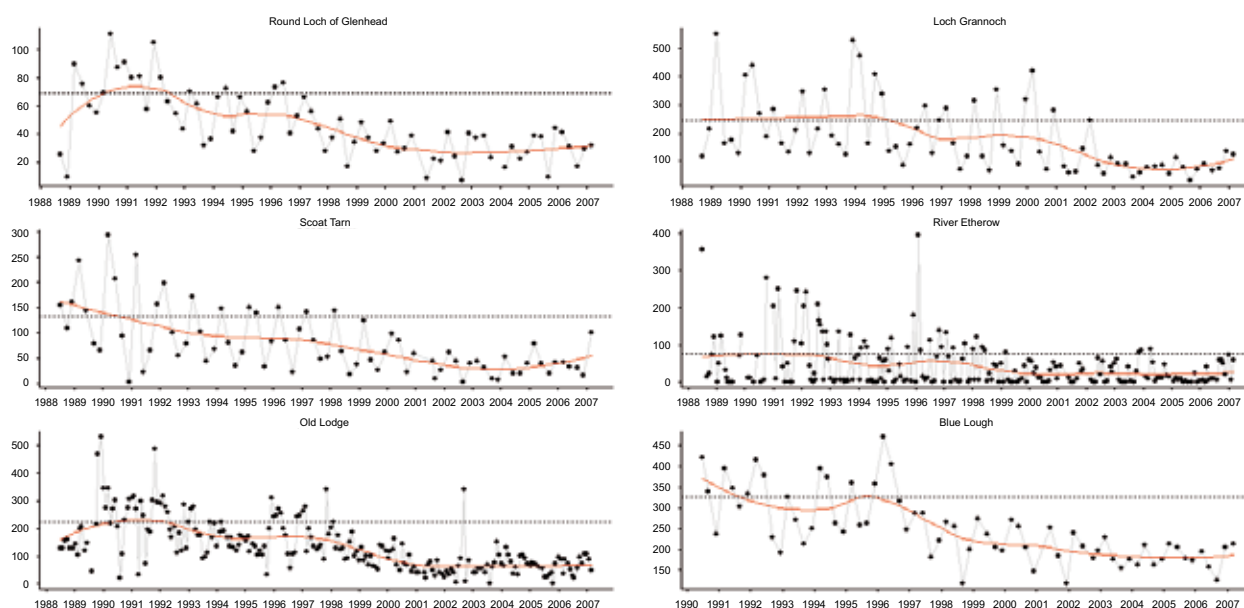 Round Loch of Glenhead
100
80
60
40
20
1988 1989 1990 1991 1992 1993 1994 1995 1996 1997 1998 1999 2000 2001 2002 2003 2004 2005 2006 2007
Loch Grannoch
500
400
300
200
100
1988 1989 1990 1991 1992 1993 1994 1995 1996 1997 1998 1999 2000 2001 2002 2003 2004 2005 2006 2007
Scoat Tarn
300
250
200
150
100
50
0
1988 1989 1990 1991 1992 1993 1994 1995 1996 1997 1998 1999 2000 2001 2002 2003 2004 2005 2006 2007
River Etherow
400
300
200
100
0
1988 1989 1990 1991 1992 1993 1994 1995 1996 1997 1998 1999 2000 2001 2002 2003 2004 2005 2006 2007
Old Lodge
500
400
300
200
100
0
1988 1989 1990 1991 1992 1993 1994 1995 1996 1997 1998 1999 2000 2001 2002 2003 2004 2005 2006 2007
Blue Lough
450
400
350
300
250
200
150
1990 1991 1992 1993 1994 1995 1996 1997 1998 1999 2000 2001 2002 2003 2004 2005 2006 2007